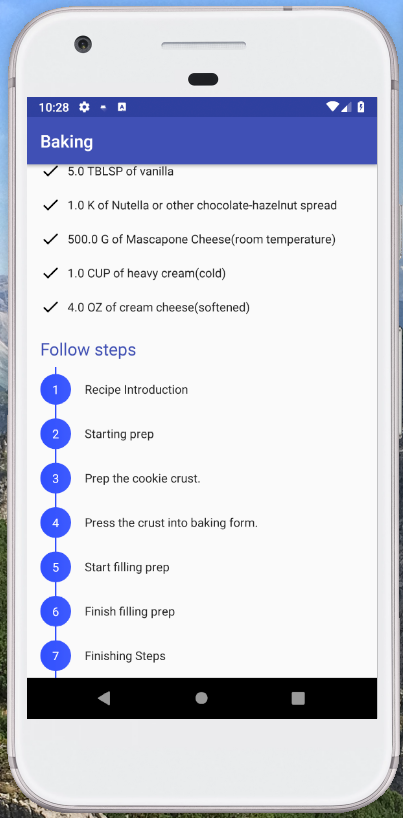 10:28
Baking
5.0 TBLSP of vanilla
1.0 K of Nutella or other chocolate-hazelnut spread
500.0 G of Mascapone Cheese(room temperature)
1.0 CUP of heavy cream(cold)
4.0 OZ of cream cheese(softened)
Follow steps
1 Recipe Introduction
2 Starting prep
3 Prep the cookie crust.
4 Press the crust into baking form.
5 Start filling prep
6 Finish filling prep
7 Finishing Steps